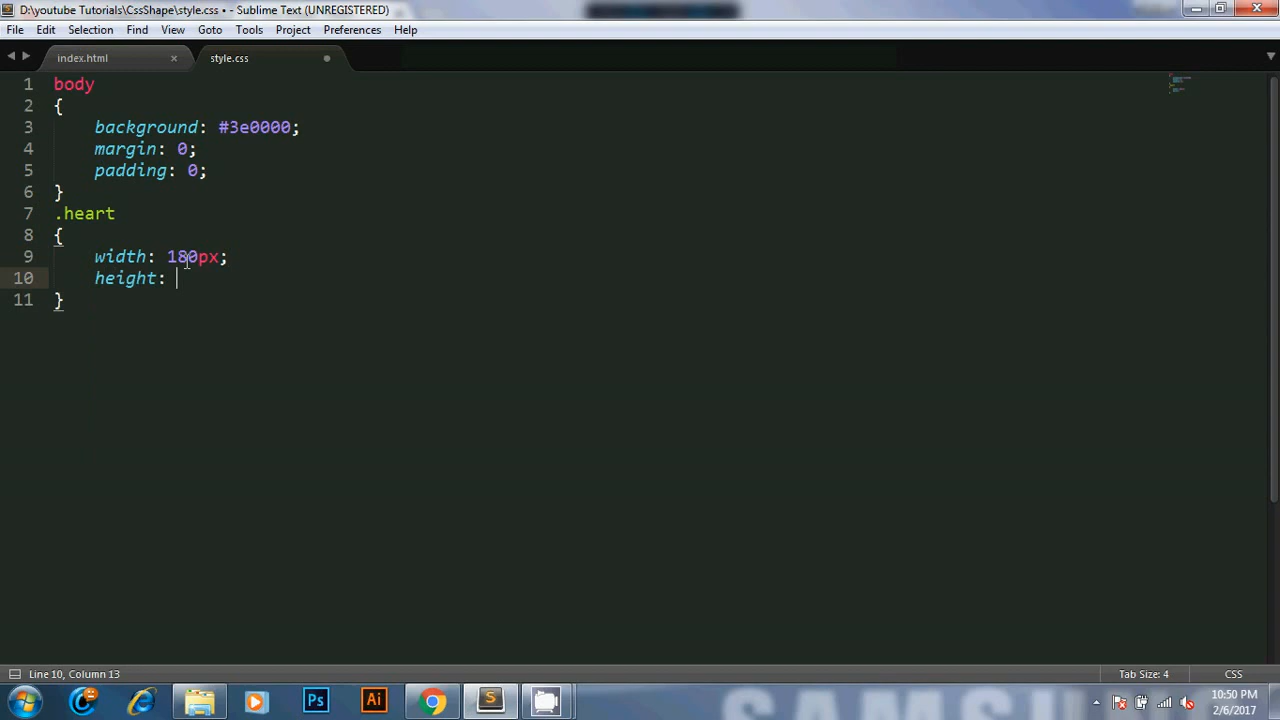 D:\youtube Tutorials\CssShape\style.css • - Sublime Text (UNREGISTERED)
File Edit Selection Find View Goto Tools Project Preferences Help
index.html × style.css
1 body
2 {
3 background: #3e0000;
4 margin: 0;
5 padding: 0;
6 }
7 .heart
8 {
9 width: 180px;
10 height:
11 }
Line 10, Column 13 Tab Size: 4 CSS
Ps Ai S 10:50 PM
2/6/2017